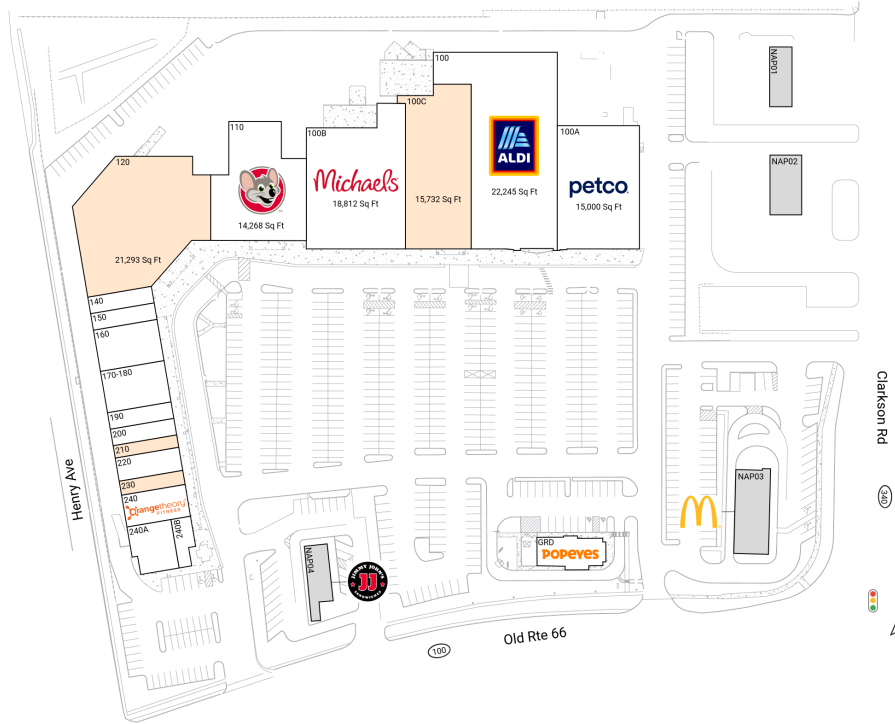 100
NAP01
100C
110
100B
100A
ALDI
120
NAP02
Michaels
petco
22,245 Sq Ft
15,732 Sq Ft
18,812 Sq Ft
15,000 Sq Ft
14,268 Sq Ft
21,293 Sq Ft
140
150
160
170-180
190
200
210
220
230
240
orangetheory
FITNESS
240A
240B
Henry Ave
Clarkson Rd
340
NAP03
GRD
POPEYES
NAP04
JIMMY JOHN'S
JJ
SANDWICHES
Old Rte 66
100